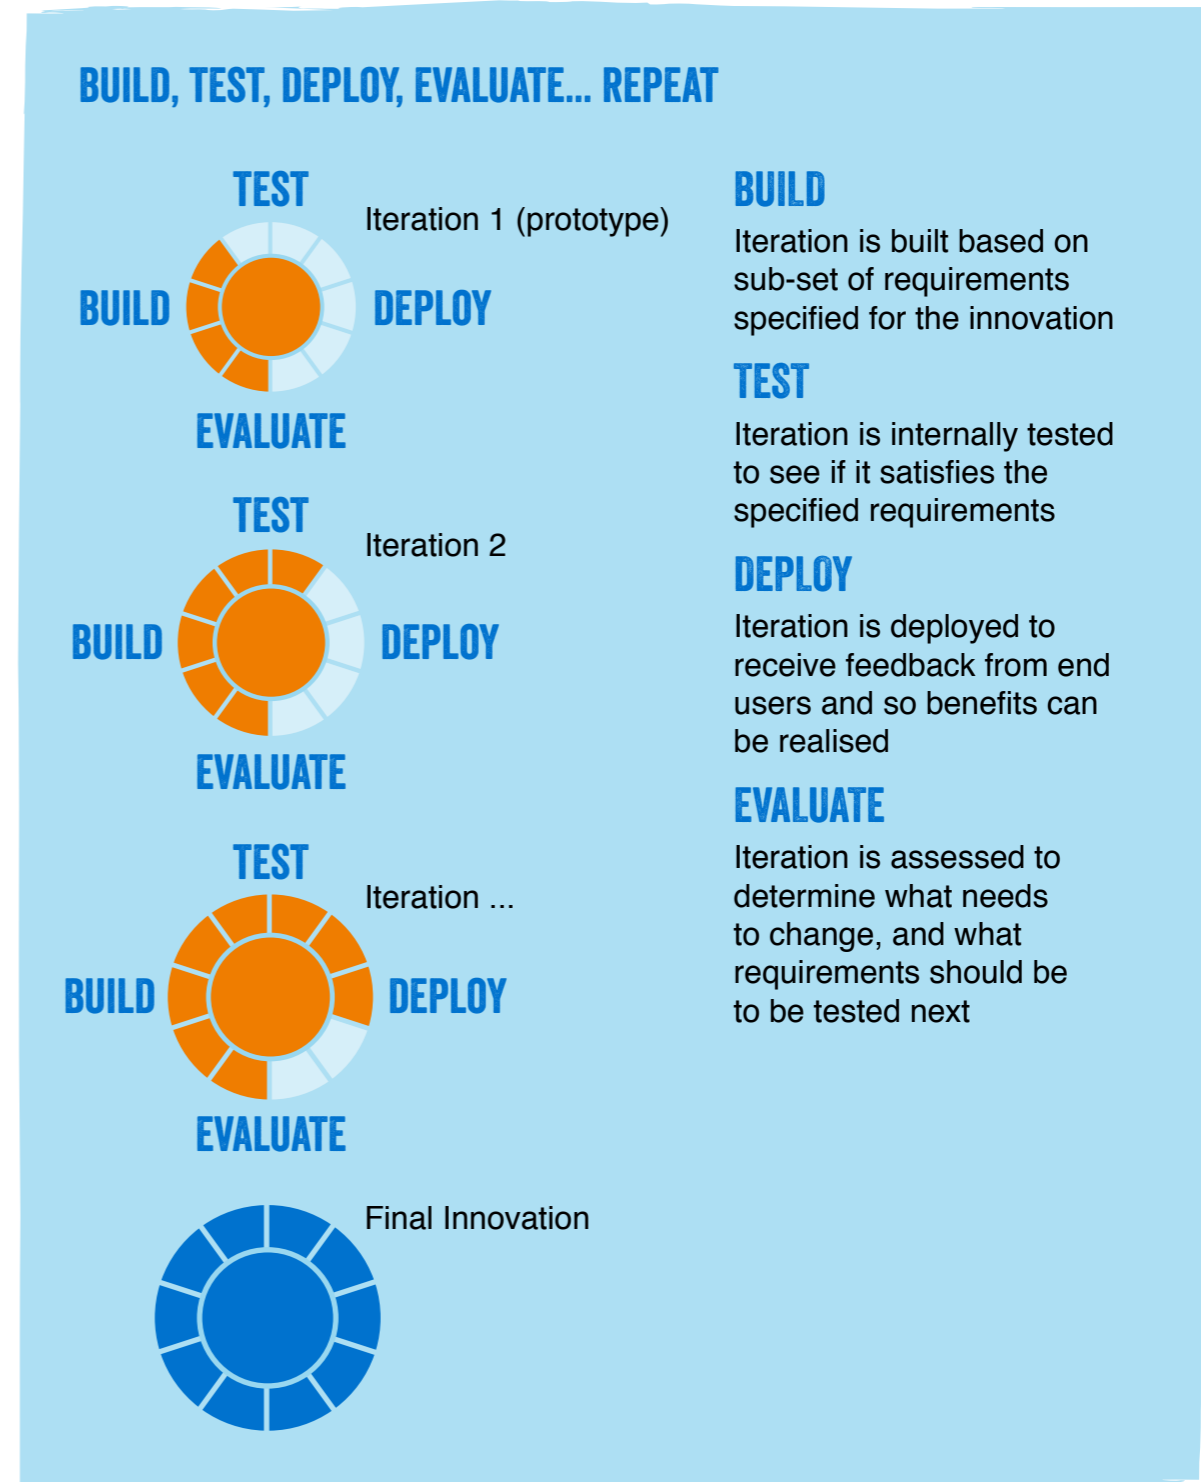 BUILD, TEST, DEPLOY, EVALUATE... REPEAT
TEST
Iteration 1 (prototype)
BUILD
DEPLOY
EVALUATE
TEST
Iteration 2
BUILD
DEPLOY
EVALUATE
TEST
Iteration ...
BUILD
DEPLOY
EVALUATE
Final Innovation
BUILD
Iteration is built based on
sub-set of requirements
specified for the innovation
TEST
Iteration is internally tested
to see if it satisfies the
specified requirements
DEPLOY
Iteration is deployed to
receive feedback from end
users and so benefits can
be realised
EVALUATE
Iteration is assessed to
determine what needs
to change, and what
requirements should be
to be tested next